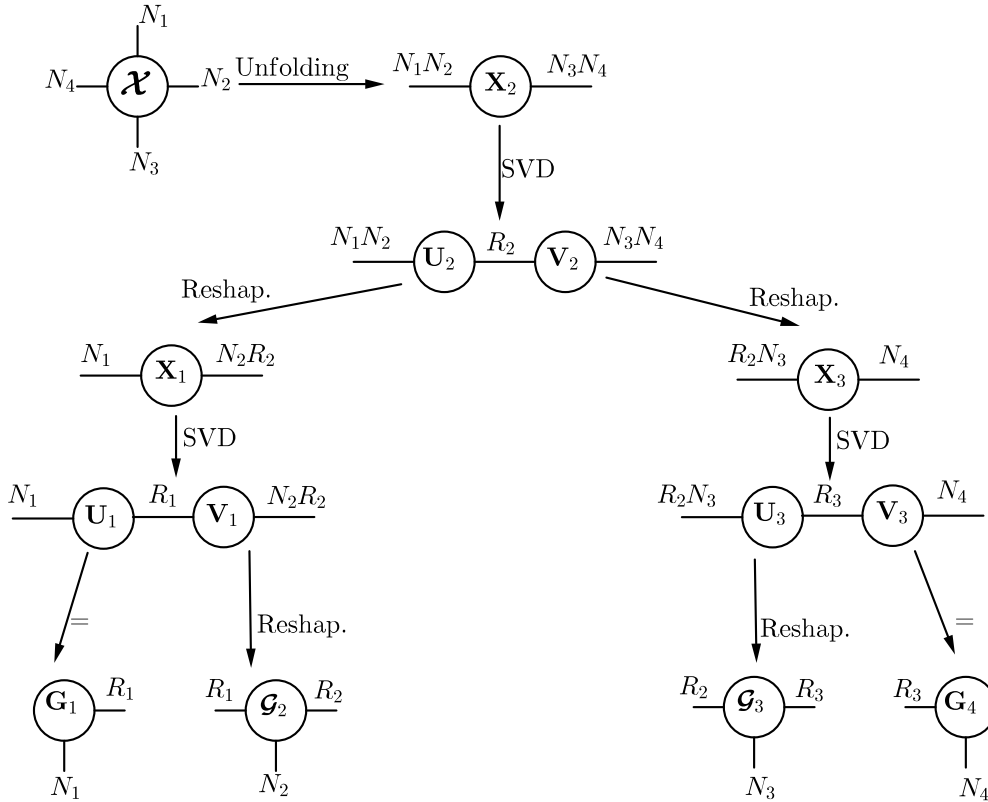 N₁
N₄ 𝓧 N₂ Unfolding N₁N₂ X₂ N₃N₄
N₃
SVD
N₁N₂ U₂ R₂ V₂ N₃N₄
Reshap. Reshap.
N₁ X₁ N₂R₂ R₂N₃ X₃ N₄
SVD SVD
N₁ U₁ R₁ V₁ N₂R₂ R₂N₃ U₃ R₃ V₃ N₄
= Reshap. Reshap. =
G₁ R₁ R₁ 𝓖₂ R₂ R₂ 𝓖₃ R₃ R₃ G₄
N₁ N₂ N₃ N₄